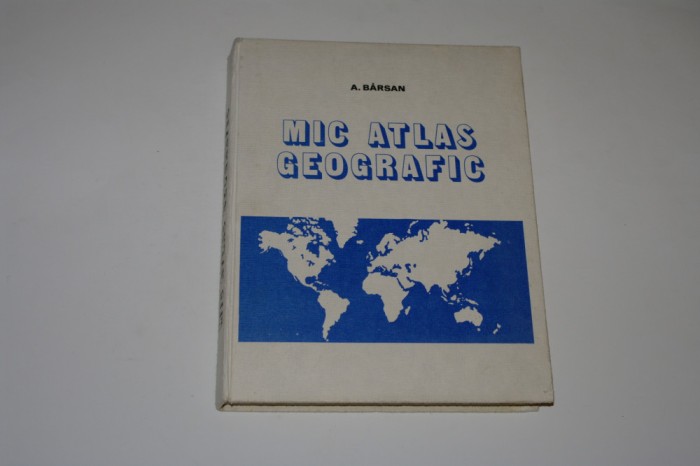 A. BÂRSAN
MIC ATLAS
GEOGRAFIC